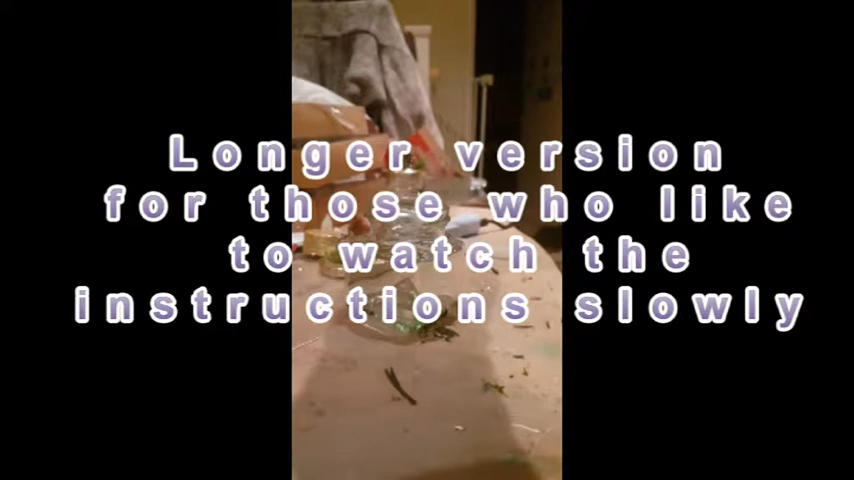 Longer version
for those who like
to watch the
instructions slowly